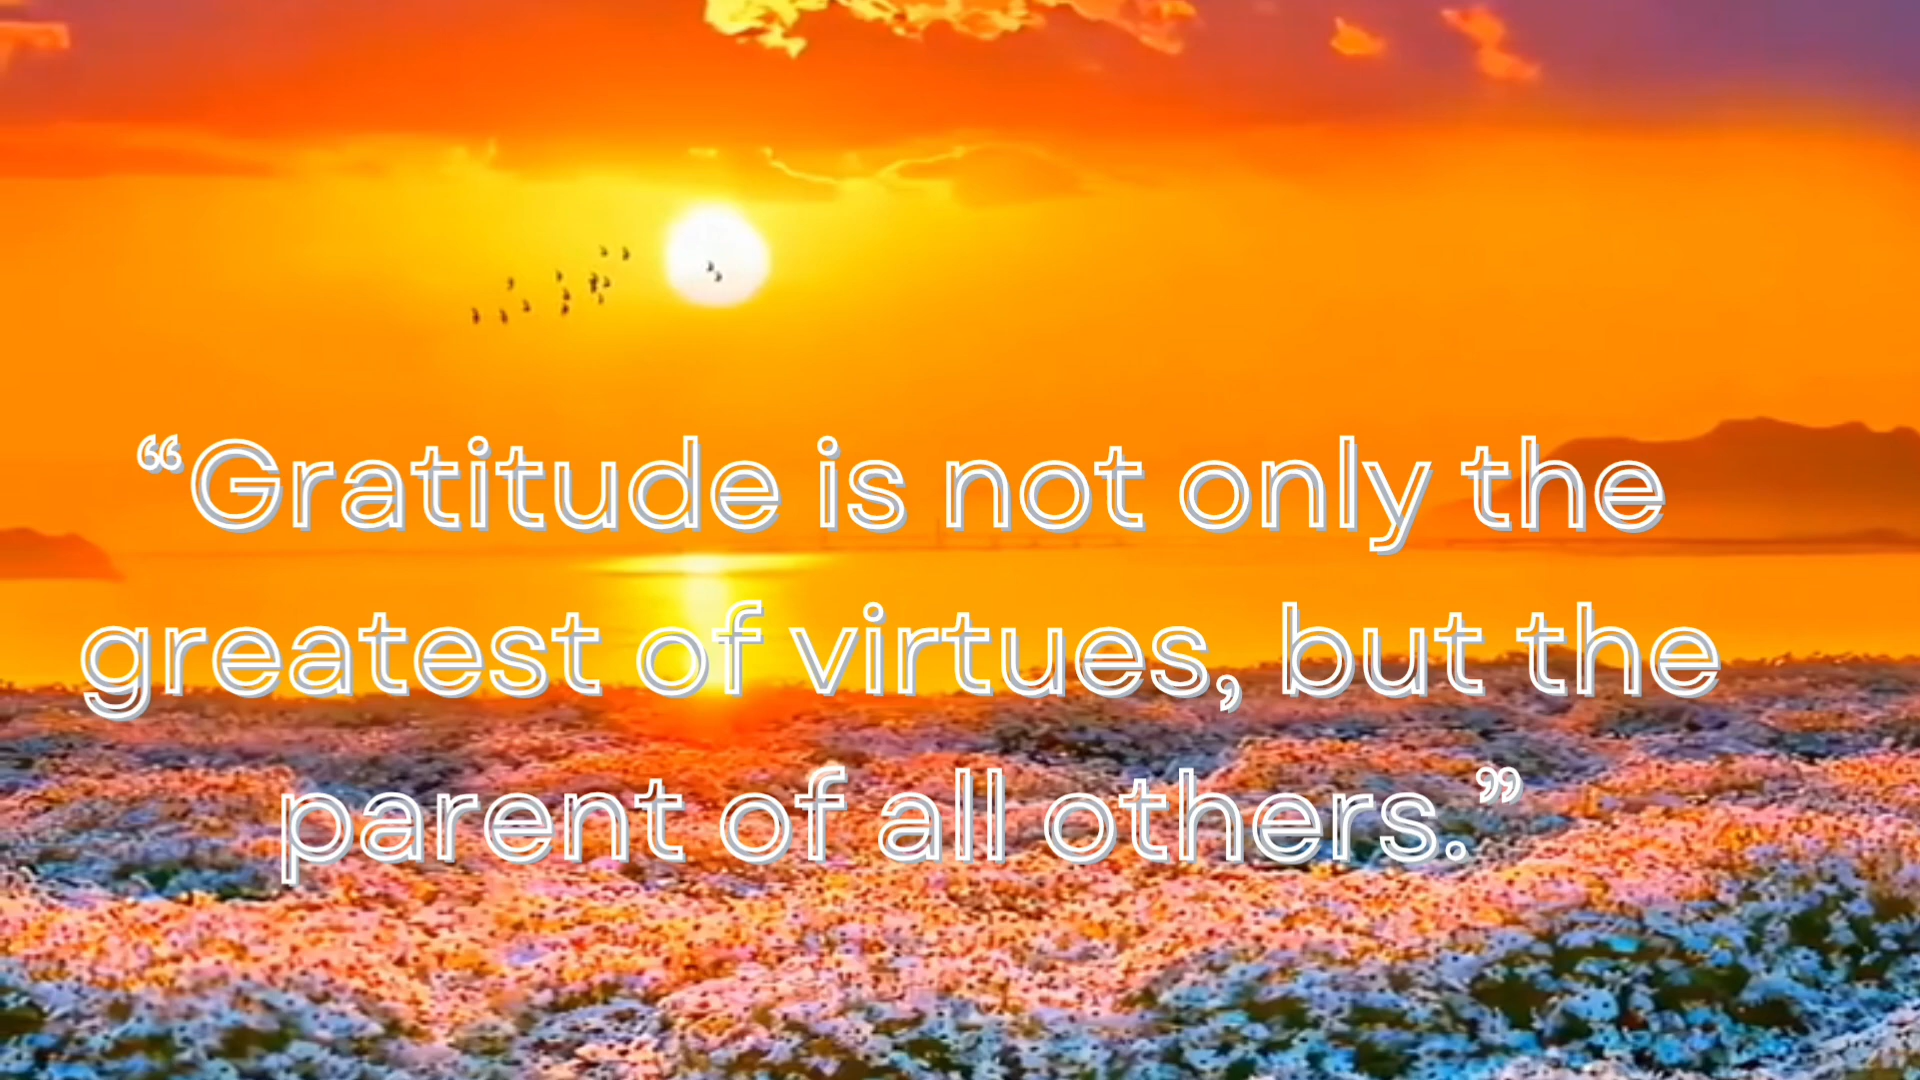 “Gratitude is not only the
greatest of virtues, but the
parent of all others.”